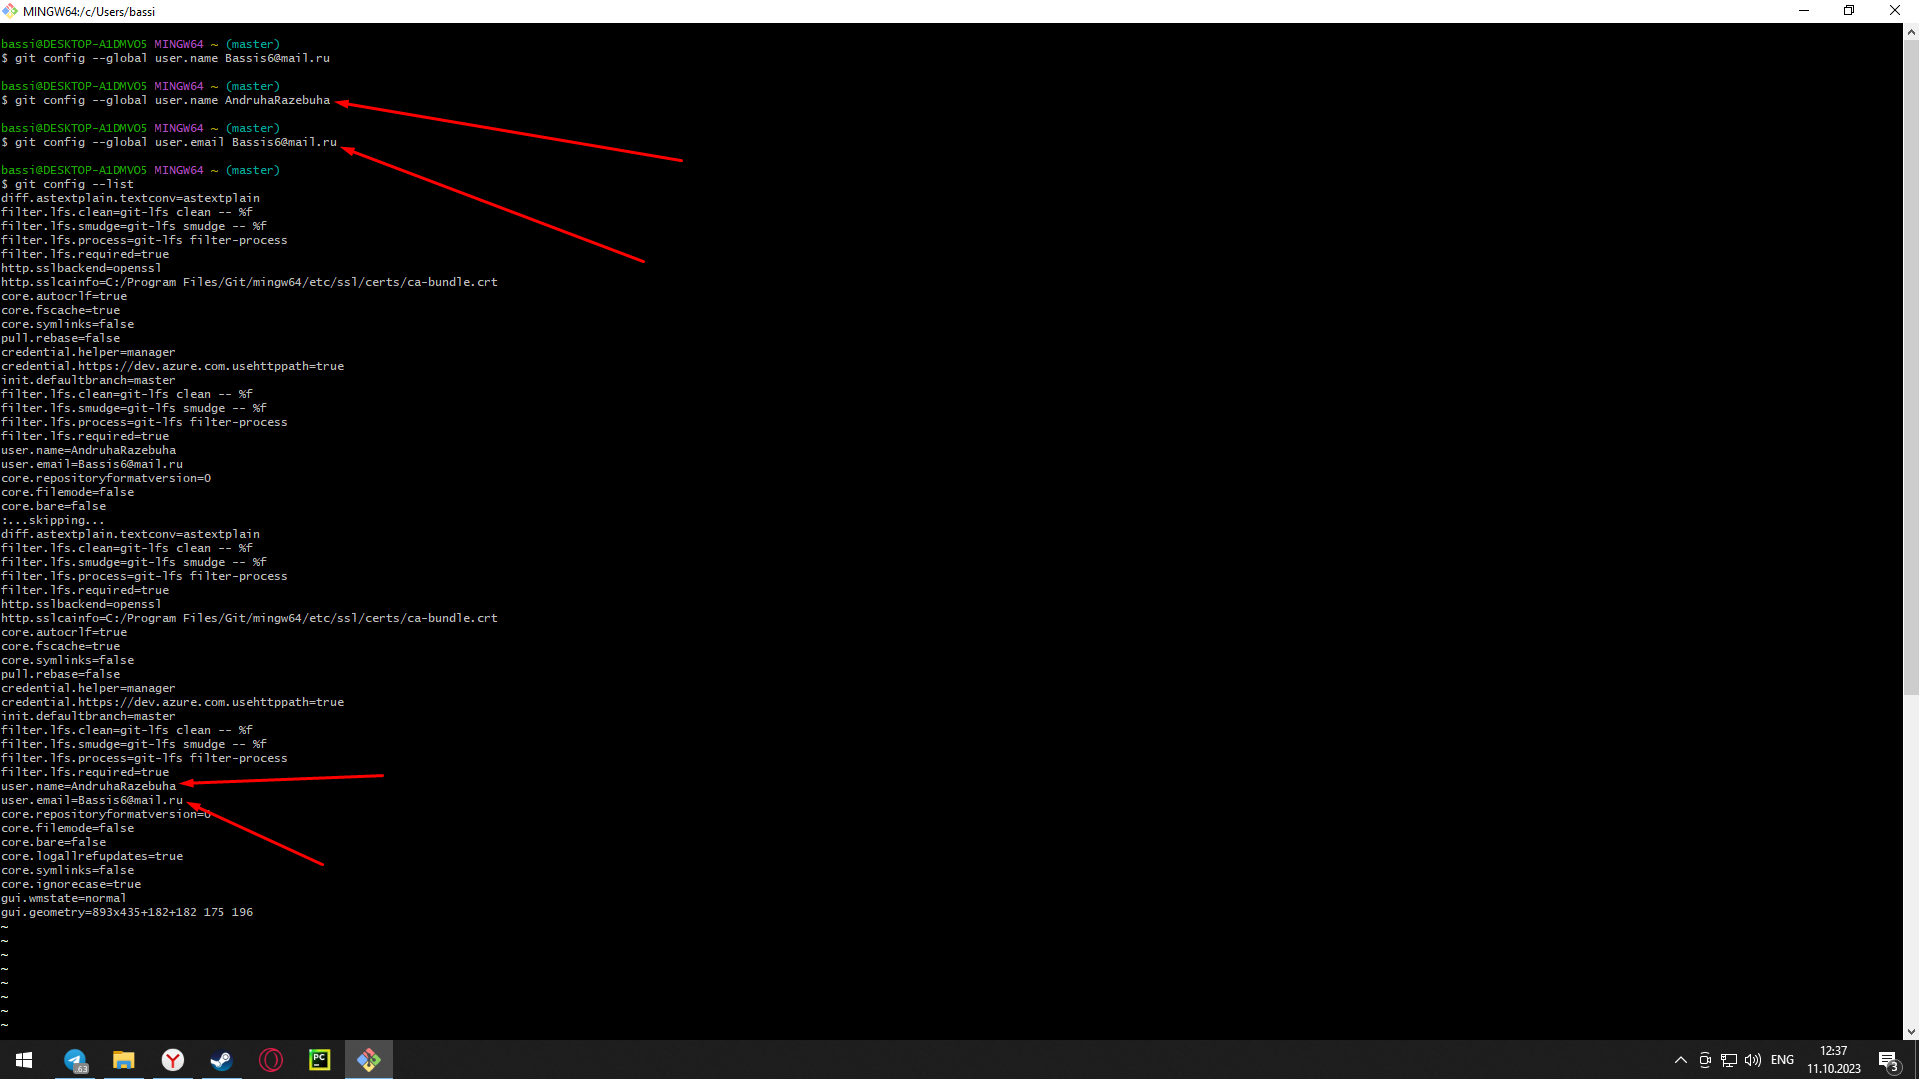 MINGW64:/c/Users/bassi
bassi@DESKTOP-A1DMVO5 MINGW64 ~ (master)
$ git config --global user.name Bassis6@mail.ru
bassi@DESKTOP-A1DMVO5 MINGW64 ~ (master)
$ git config --global user.name AndruhaRazebuha
bassi@DESKTOP-A1DMVO5 MINGW64 ~ (master)
$ git config --global user.email Bassis6@mail.ru
bassi@DESKTOP-A1DMVO5 MINGW64 ~ (master)
$ git config --list
diff.astextplain.textconv=astextplain
filter.lfs.clean=git-lfs clean -- %f
filter.lfs.smudge=git-lfs smudge -- %f
filter.lfs.process=git-lfs filter-process
filter.lfs.required=true
http.sslbackend=openssl
http.sslcainfo=C:/Program Files/Git/mingw64/etc/ssl/certs/ca-bundle.crt
core.autocrlf=true
core.fscache=true
core.symlinks=false
pull.rebase=false
credential.helper=manager
credential.https://dev.azure.com.usehttppath=true
init.defaultbranch=master
filter.lfs.clean=git-lfs clean -- %f
filter.lfs.smudge=git-lfs smudge -- %f
filter.lfs.process=git-lfs filter-process
filter.lfs.required=true
user.name=AndruhaRazebuha
user.email=Bassis6@mail.ru
core.repositoryformatversion=0
core.filemode=false
core.bare=false
:...skipping...
diff.astextplain.textconv=astextplain
filter.lfs.clean=git-lfs clean -- %f
filter.lfs.smudge=git-lfs smudge -- %f
filter.lfs.process=git-lfs filter-process
filter.lfs.required=true
http.sslbackend=openssl
http.sslcainfo=C:/Program Files/Git/mingw64/etc/ssl/certs/ca-bundle.crt
core.autocrlf=true
core.fscache=true
core.symlinks=false
pull.rebase=false
credential.helper=manager
credential.https://dev.azure.com.usehttppath=true
init.defaultbranch=master
filter.lfs.clean=git-lfs clean -- %f
filter.lfs.smudge=git-lfs smudge -- %f
filter.lfs.process=git-lfs filter-process
filter.lfs.required=true
user.name=AndruhaRazebuha
user.email=Bassis6@mail.ru
core.repositoryformatversion=0
core.filemode=false
core.bare=false
core.logallrefupdates=true
core.symlinks=false
core.ignorecase=true
gui.wmstate=normal
gui.geometry=893x435+182+182 175 196
~
~
~
~
~
~
~
~
63
PC
ENG
12:37
11.10.2023
3